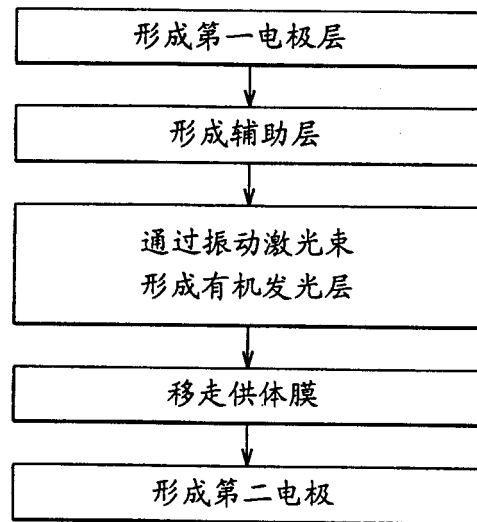 形成第一电极层
形成辅助层
通过振动激光束
形成有机发光层
移走供体膜
形成第二电极